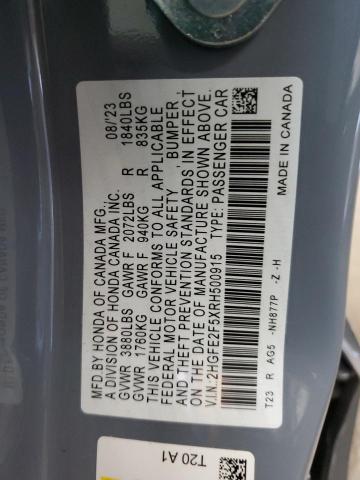 MFD.BY HONDA OF CANADA MFG. 08/23
A DIVISION OF HONDA CANADA INC.
GVWR 3880LBS GAWR F 2072LBS R 1840LBS
GVWR 1760KG GAWR F 940KG R 835KG
THIS VEHICLE CONFORMS TO ALL APPLICABLE
FEDERAL MOTOR VEHICLE SAFETY , BUMPER ,
AND THEFT PREVENTION STANDARDS IN EFFECT
ON THE DATE OF MANUFACTURE SHOWN ABOVE.
V.I.N:2HGFE2F5XRH500915 TYPE: PASSENGER CAR
T23 R AG5 -NH877P -Z -H
MADE IN CANADA
T20 A1